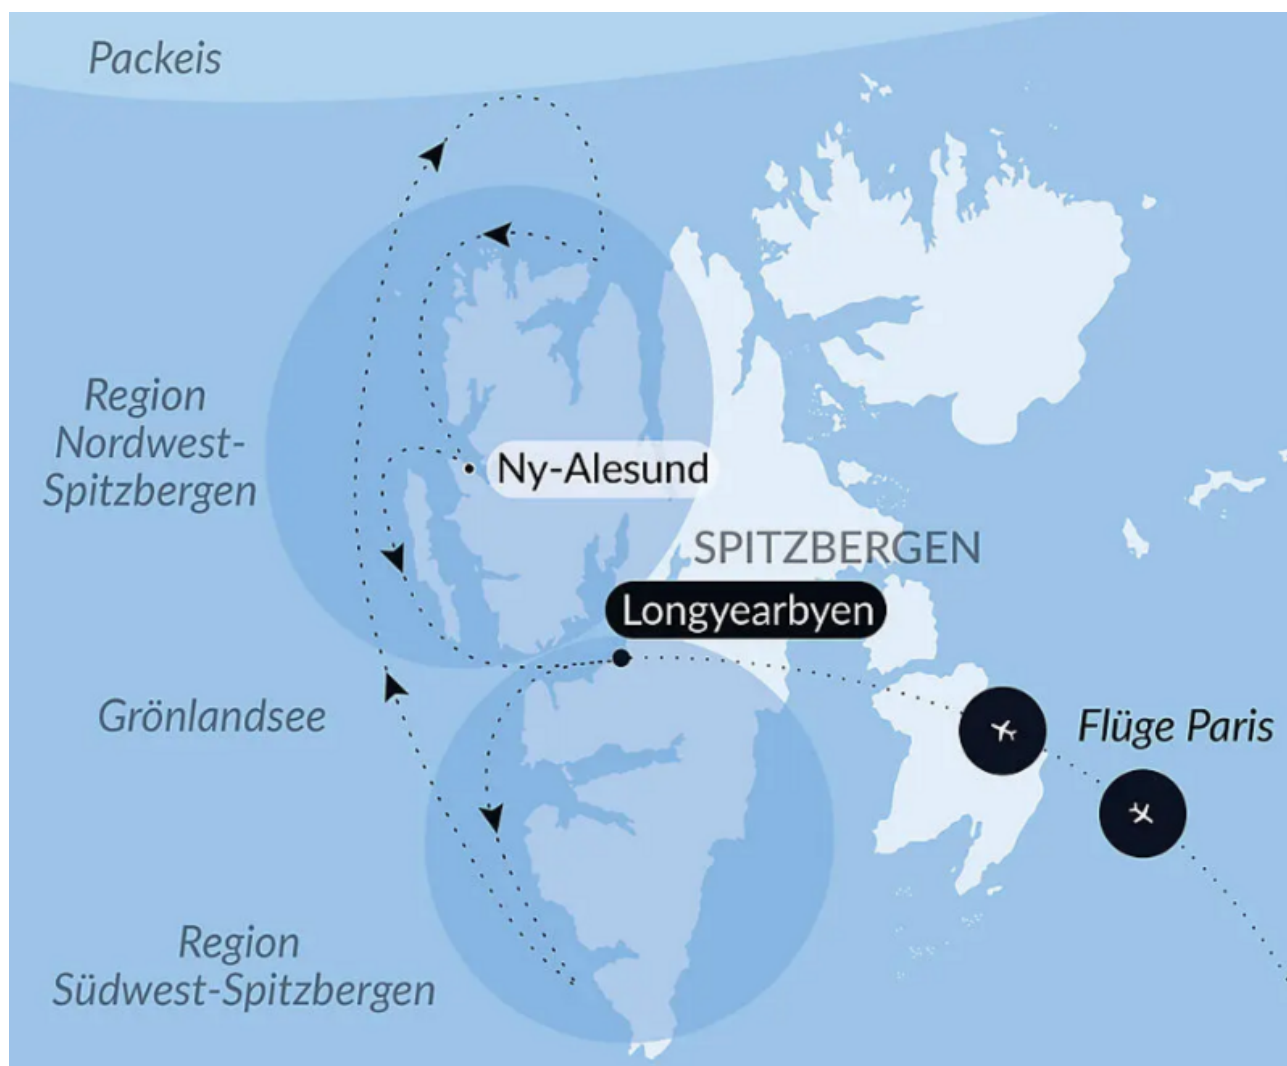 Packeis
Region
Nordwest-
Spitzbergen
Ny-Alesund
SPITZBERGEN
Longyearbyen
Grönlandsee
Flüge Paris
Region
Südwest-Spitzbergen